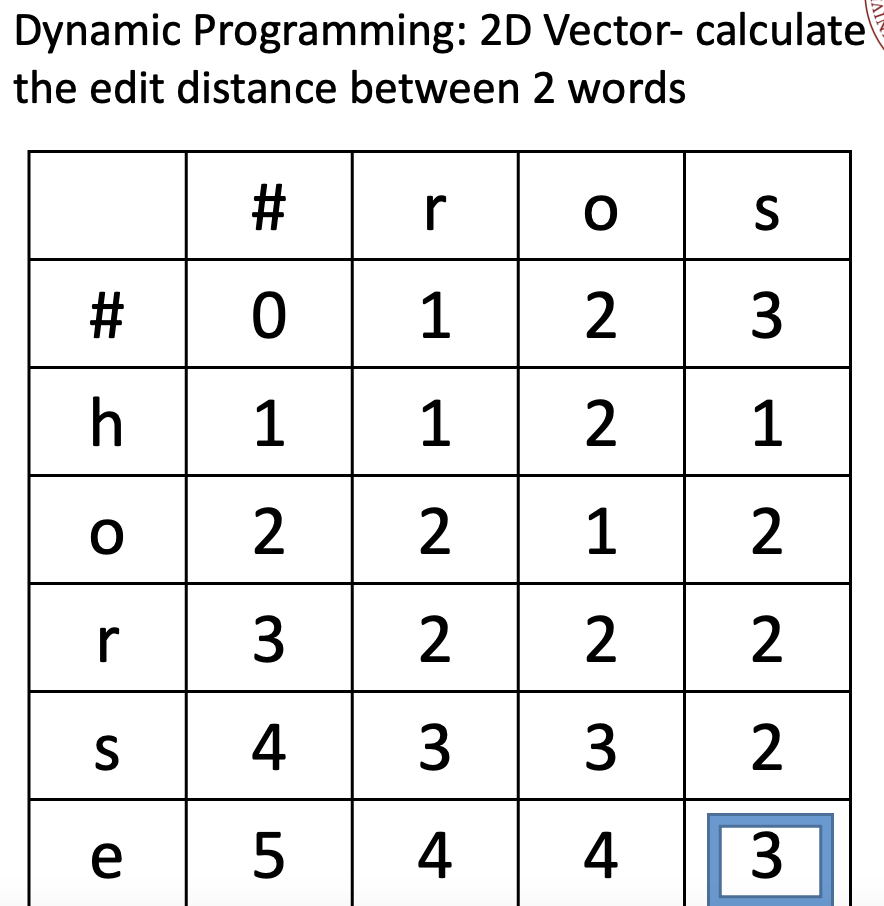 Dynamic Programming: 2D Vector- calculate
the edit distance between 2 words
# r o s
# 0 1 2 3
h 1 1 2 1
o 2 2 1 2
r 3 2 2 2
s 4 3 3 2
e 5 4 4 3